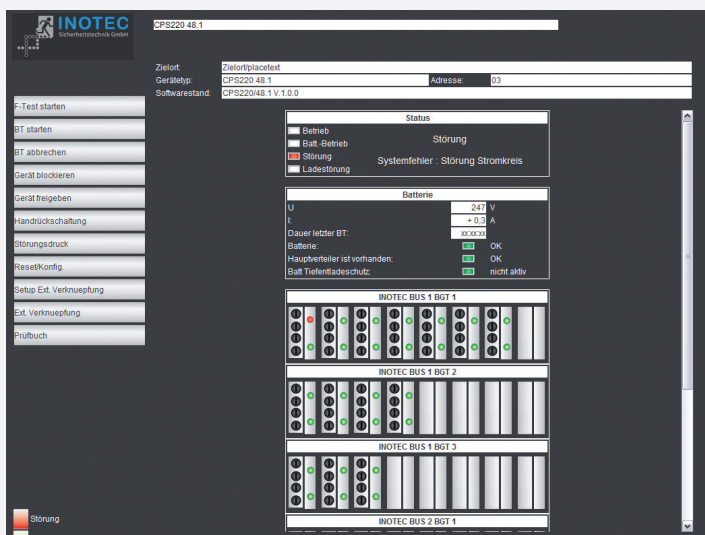 INOTEC
Sicherheitstechnik GmbH
CPS220 48.1
Zielort: Zielort/placetext
Gerätetyp: CPS220 48.1 Adresse: 03
Softwarestand: CPS220/48.1 V.1.0.0
F-Test starten
BT starten
BT abbrechen
Gerät blockieren
Gerät freigeben
Handrückschaltung
Störungsdruck
Reset/Konfig.
Setup Ext. Verknuepfung
Ext. Verknuepfung
Prüfbuch
Störung
Status
Betrieb
Batt.-Betrieb
Störung
Ladestörung
Störung
Systemfehler : Störung Stromkreis
Batterie
U 247 V
I: + 0,3 A
Dauer letzter BT: xx:xx:xx
Batterie: OK
Hauptverteiler ist vorhanden: OK
Batt Tiefentladeschutz: nicht aktiv
INOTEC BUS 1 BGT 1
INOTEC BUS 1 BGT 2
INOTEC BUS 1 BGT 3
INOTEC BUS 2 BGT 1